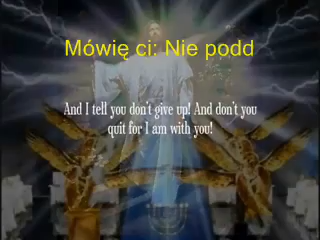 Mówię ci: Nie podd
And I tell you don't give up! And don't you
quit for I am with you!